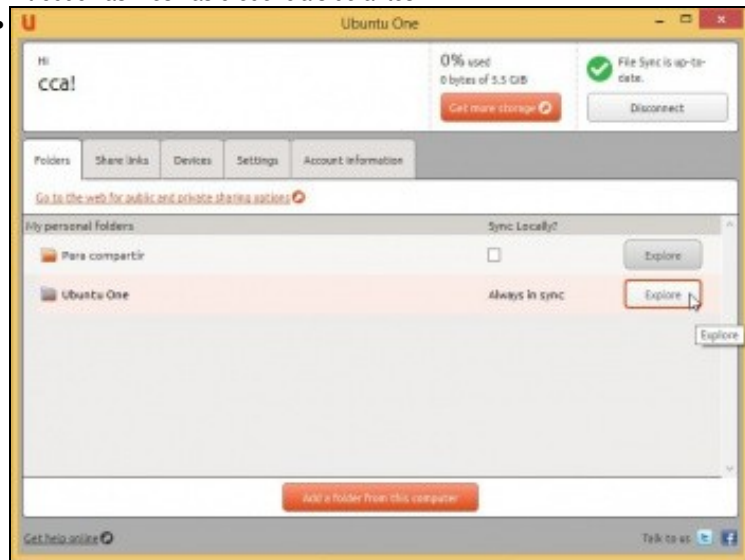 Ubuntu One
Hi
cca!
0% used
0 bytes of 5.5 GiB
Get more storage
File Sync is up-to-
date.
Disconnect
Folders
Share links
Devices
Settings
Account information
Go to the web for public and private sharing options
My personal folders
Sync Locally?
Para compartir
Explore
Ubuntu One
Always in sync
Explore
Explore
Add a folder from this computer
Get help online
Talk to us